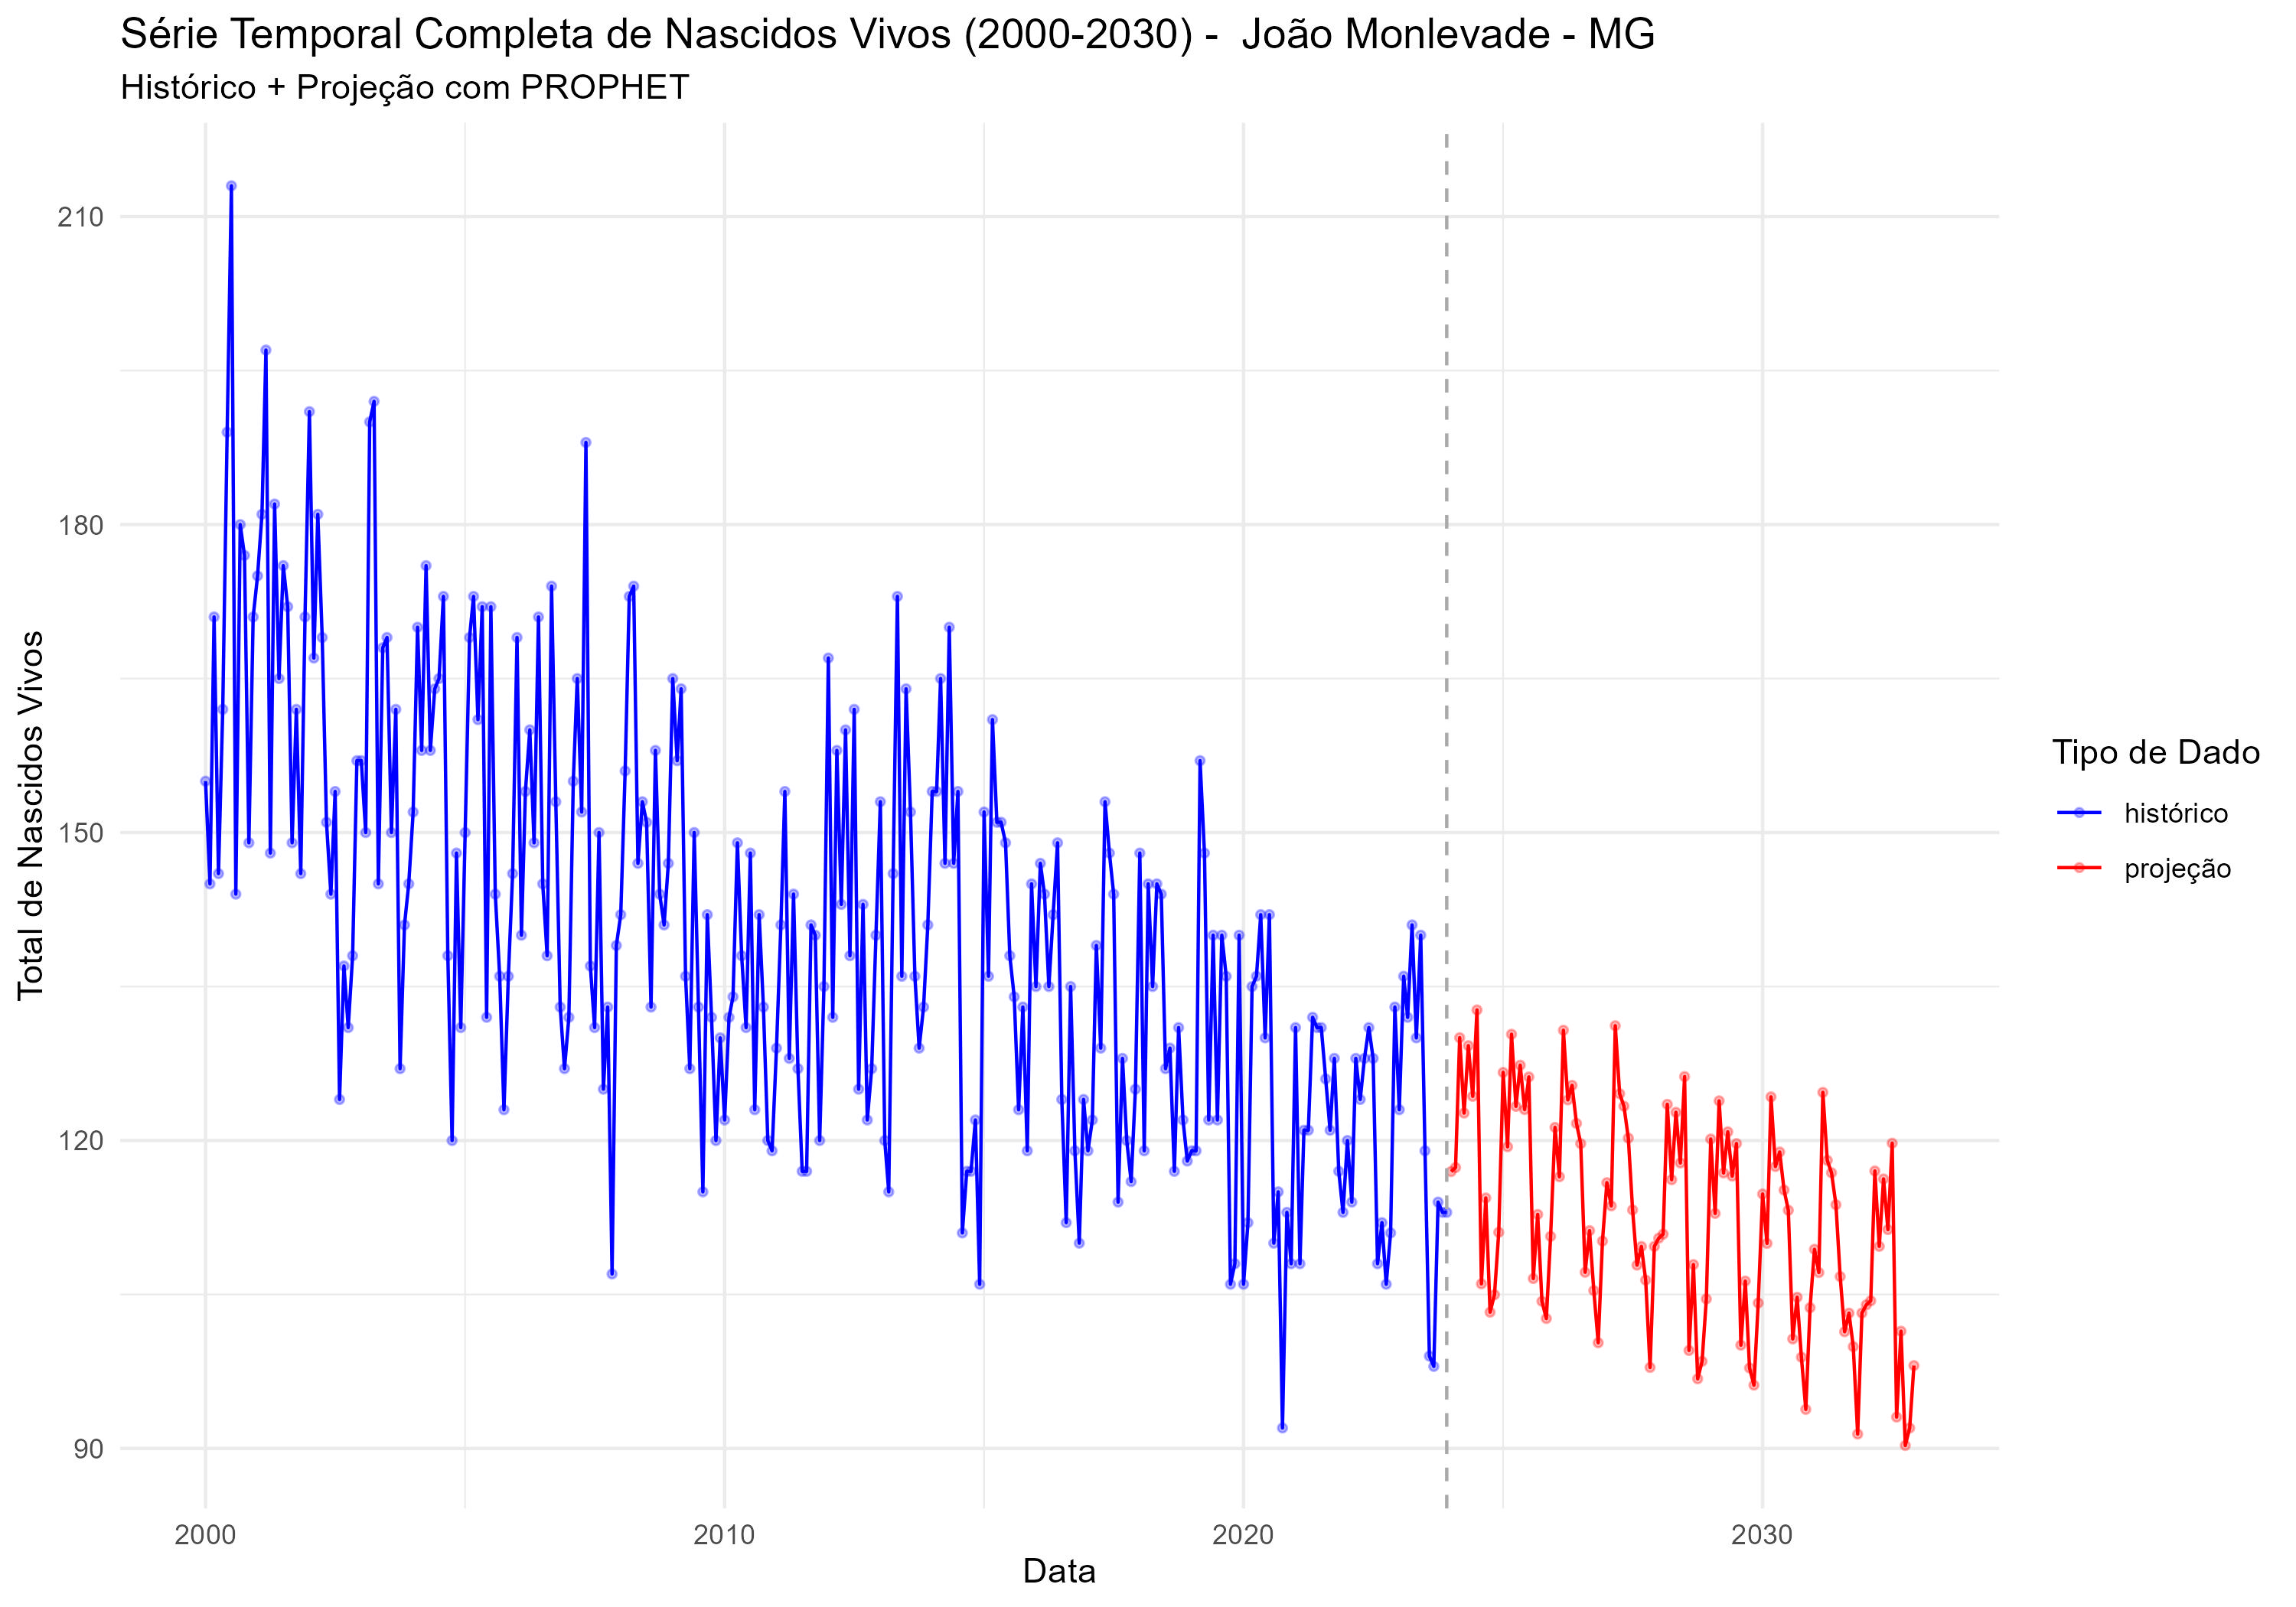 Série Temporal Completa de Nascidos Vivos (2000-2030) -  João Monlevade - MG
Histórico + Projeção com PROPHET
Total de Nascidos Vivos
210
180
150
120
90
2000
2010
2020
2030
Data
Tipo de Dado
histórico
projeção